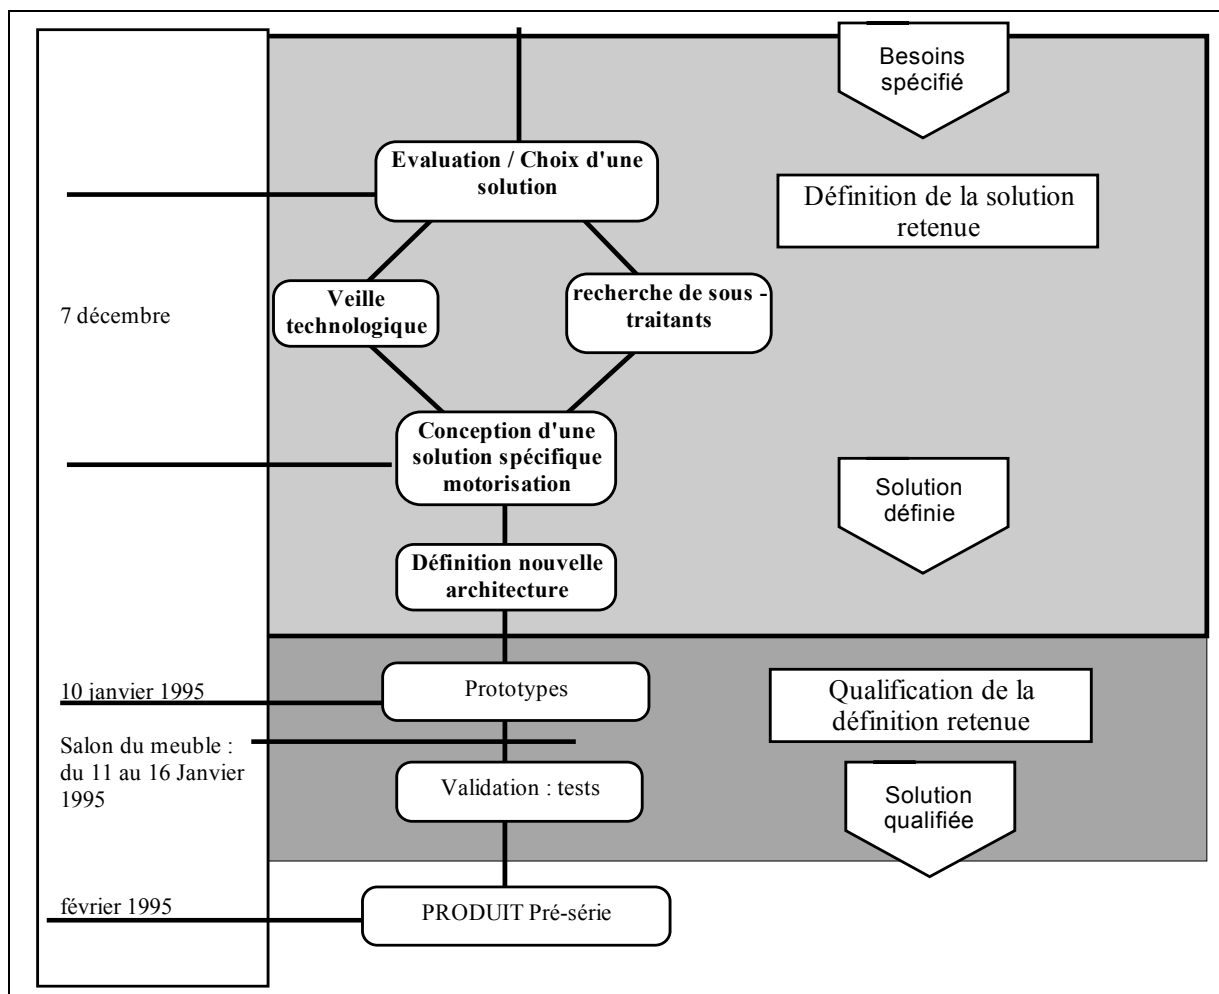 Besoins
spécifié
Evaluation / Choix d'une
solution
Définition de la solution
retenue
7 décembre
Veille
technologique
recherche de sous -
traitants
Conception d'une
solution spécifique
motorisation
Solution
définie
Définition nouvelle
architecture
10 janvier 1995
Prototypes
Qualification de la
définition retenue
Salon du meuble :
du 11 au 16 Janvier
1995
Validation : tests
Solution
qualifiée
février 1995
PRODUIT Pré-série